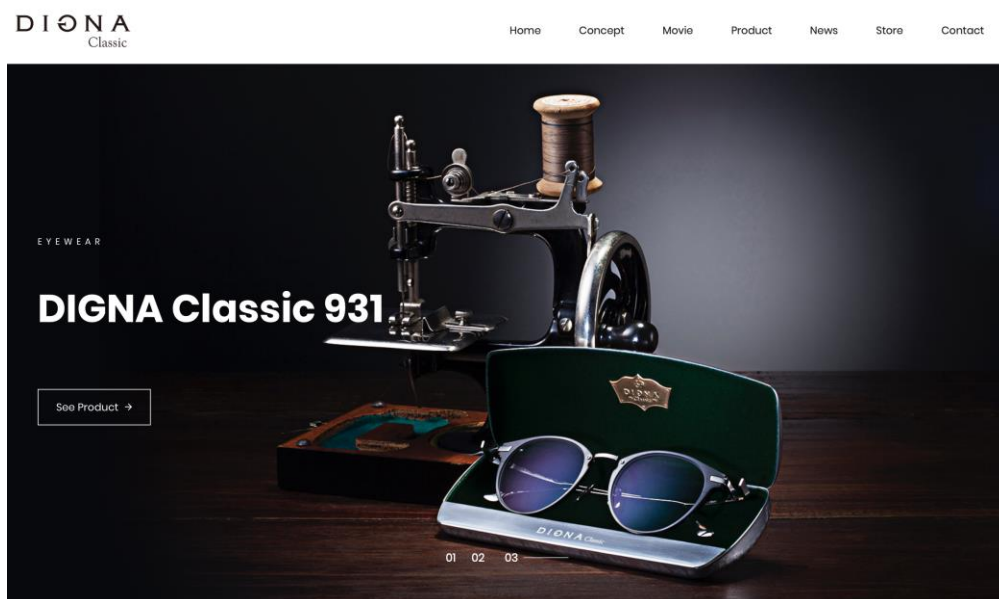 DIGNA
Classic
Home Concept Movie Product News Store Contact
EYEWEAR
DIGNA Classic 931
See Product →
DIGNA
DIGNA Classic
01 02 03